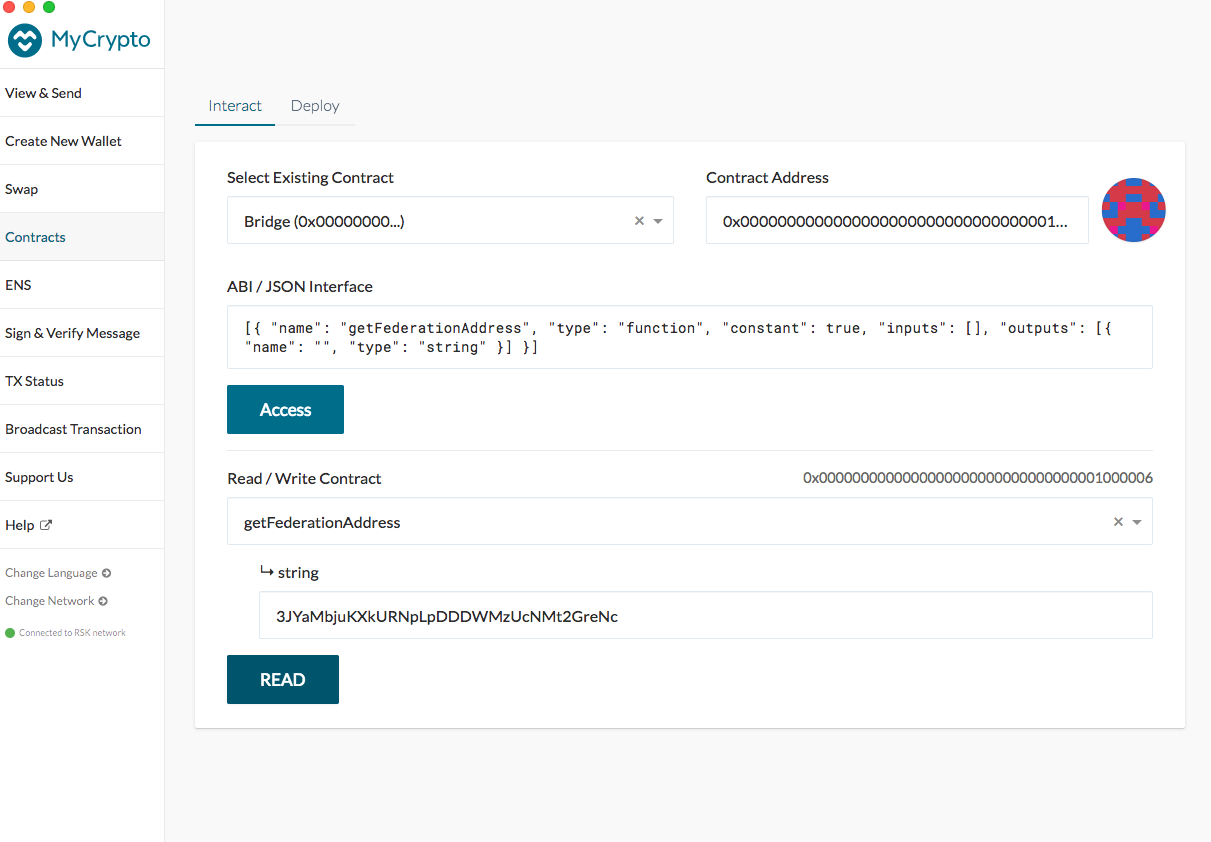 MyCrypto
View & Send
Create New Wallet
Swap
Contracts
ENS
Sign & Verify Message
TX Status
Broadcast Transaction
Support Us
Help
Change Language
Change Network
Connected to RSK network
Interact
Deploy
Select Existing Contract
Bridge (0x00000000...)
Contract Address
0x0000000000000000000000000000000001...
ABI / JSON Interface
[{ "name": "getFederationAddress", "type": "function", "constant": true, "inputs": [], "outputs": [{
"name": "", "type": "string" }] }]
Access
Read / Write Contract
0x0000000000000000000000000000000001000006
getFederationAddress
string
3JYaMbjuKXkURNpLpDDDWMzUcNMt2GreNc
READ